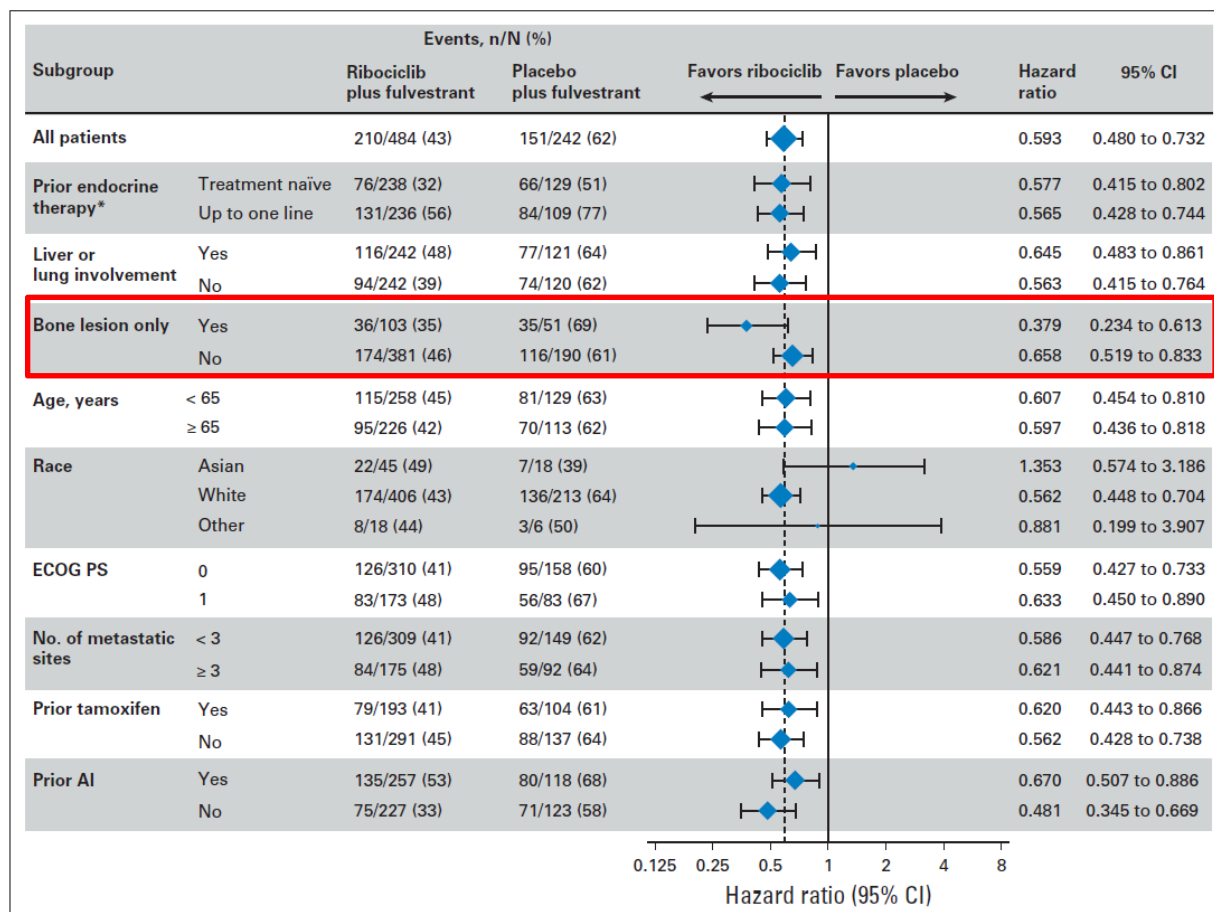 Events, n/N (%)
Subgroup Ribociclib plus fulvestrant Placebo plus fulvestrant Favors ribociclib Favors placebo Hazard ratio 95% CI
All patients 210/484 (43) 151/242 (62) 0.593 0.480 to 0.732
Prior endocrine therapy* Treatment naïve 76/238 (32) 66/129 (51) 0.577 0.415 to 0.802
Up to one line 131/236 (56) 84/109 (77) 0.565 0.428 to 0.744
Liver or lung involvement Yes 116/242 (48) 77/121 (64) 0.645 0.483 to 0.861
No 94/242 (39) 74/120 (62) 0.563 0.415 to 0.764
Bone lesion only Yes 36/103 (35) 35/51 (69) 0.379 0.234 to 0.613
No 174/381 (46) 116/190 (61) 0.658 0.519 to 0.833
Age, years < 65 115/258 (45) 81/129 (63) 0.607 0.454 to 0.810
≥ 65 95/226 (42) 70/113 (62) 0.597 0.436 to 0.818
Race Asian 22/45 (49) 7/18 (39) 1.353 0.574 to 3.186
White 174/406 (43) 136/213 (64) 0.562 0.448 to 0.704
Other 8/18 (44) 3/6 (50) 0.881 0.199 to 3.907
ECOG PS 0 126/310 (41) 95/158 (60) 0.559 0.427 to 0.733
1 83/173 (48) 56/83 (67) 0.633 0.450 to 0.890
No. of metastatic sites < 3 126/309 (41) 92/149 (62) 0.586 0.447 to 0.768
≥ 3 84/175 (48) 59/92 (64) 0.621 0.441 to 0.874
Prior tamoxifen Yes 79/193 (41) 63/104 (61) 0.620 0.443 to 0.866
No 131/291 (45) 88/137 (64) 0.562 0.428 to 0.738
Prior AI Yes 135/257 (53) 80/118 (68) 0.670 0.507 to 0.886
No 75/227 (33) 71/123 (58) 0.481 0.345 to 0.669
0.125 0.25 0.5 1 2 4 8
Hazard ratio (95% CI)